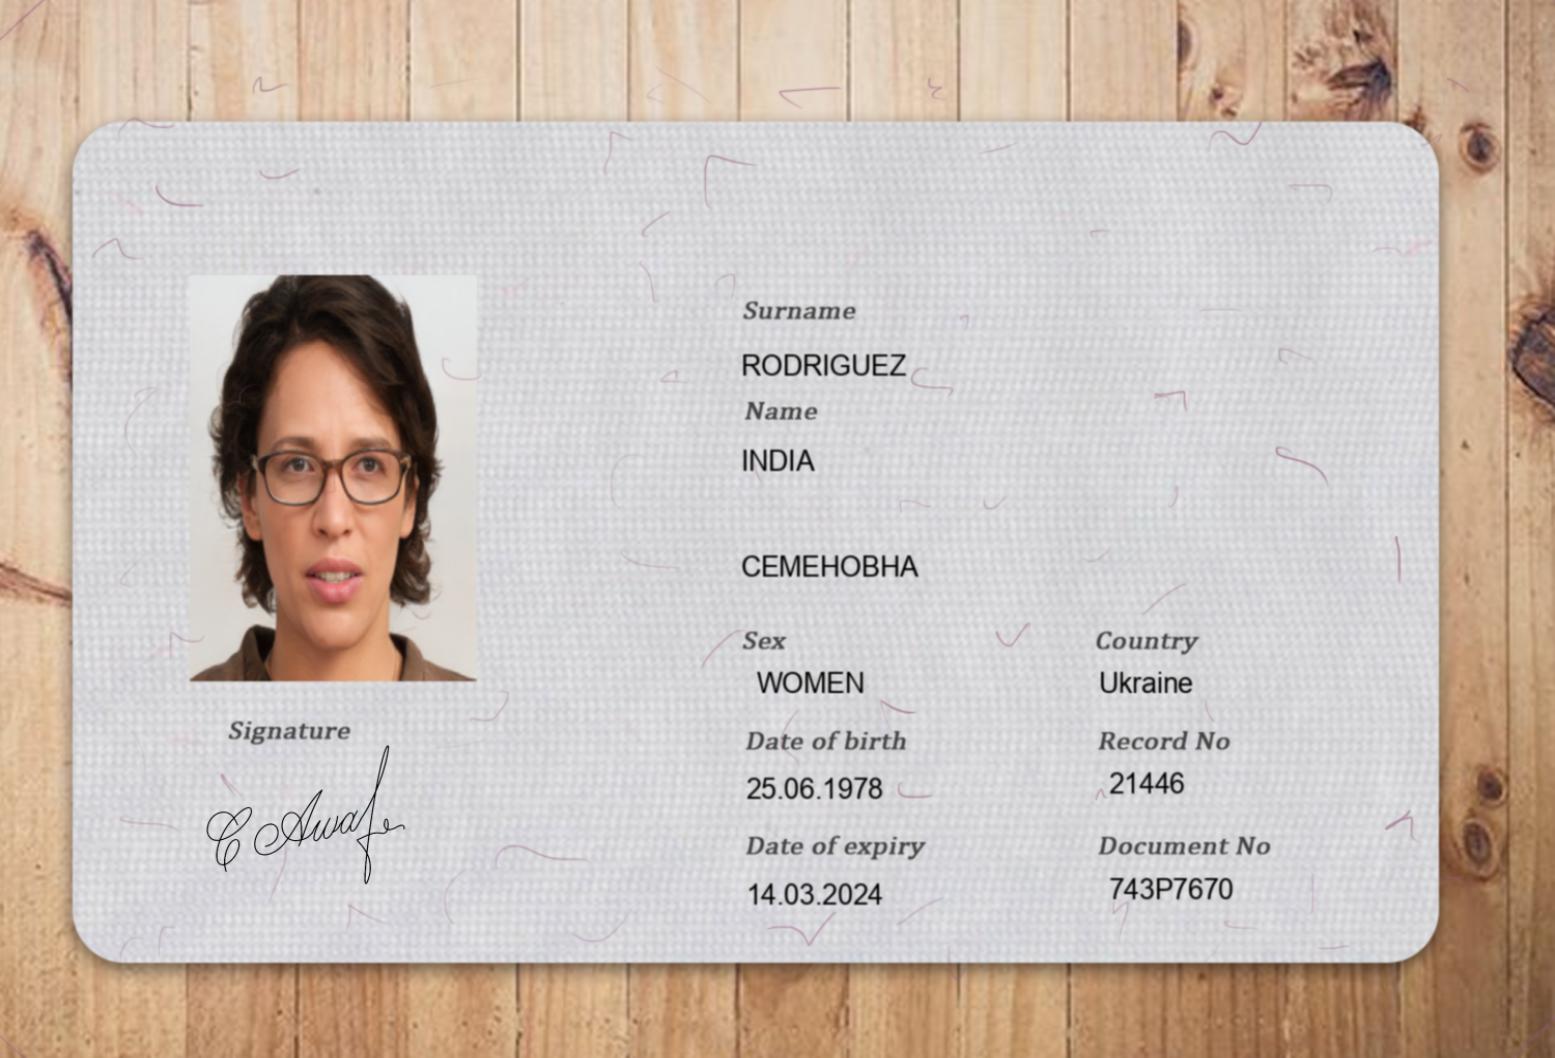 Surname
RODRIGUEZ
Name
INDIA
CEMEHOBHA
Sex
Country
WOMEN
Ukraine
Date of birth
Record No
25.06.1978
21446
Date of expiry
Document No
14.03.2024
743P7670
Signature